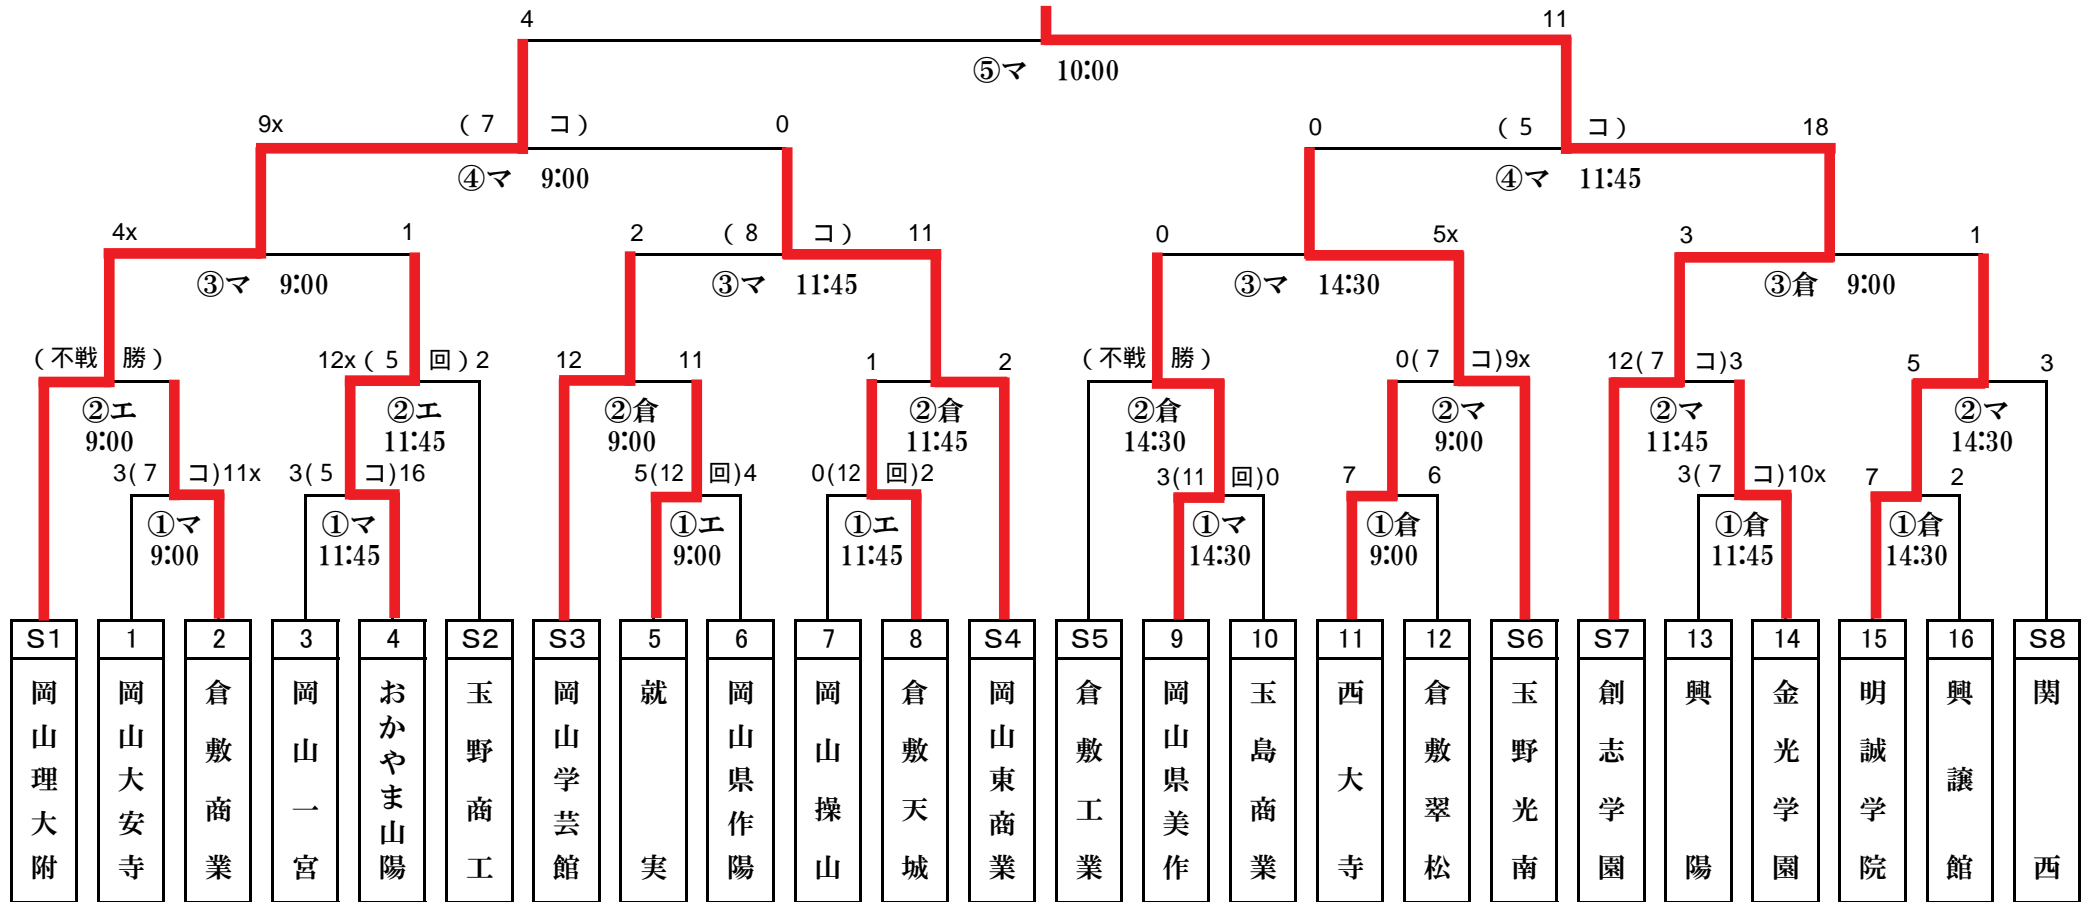 4 11
⑤マ 10:00
9x (7 コ) 0 0 (5 コ) 18
④マ 9:00 ④マ 11:45
4x 1 2 (8 コ) 11 0 5x 3 1
③マ 9:00 ③マ 11:45 ③マ 14:30 ③倉 9:00
(不戦 勝) 12x(5 回)2 12 11 1 2 (不戦 勝) 0(7 コ)9x 12(7 コ)3 5 3
②エ ②エ ②倉 ②倉 ②倉 ②マ ②マ ②マ
9:00 11:45 9:00 11:45 14:30 9:00 11:45 14:30
3(7 コ)11x 3(5 コ)16 5(12 回)4 0(12 回)2 3(11 回)0 7 6 3(7 コ)10x 7 2
①マ ①マ ①エ ①エ ①マ ①倉 ①倉 ①倉
9:00 11:45 9:00 11:45 14:30 9:00 11:45 14:30
S1 1 2 3 4 S2 S3 5 6 7 8 S4 S5 9 10 11 12 S6 S7 13 14 15 16 S8
岡山理大附
岡山大安寺
倉敷商業
岡山一宮
おかやま山陽
玉野商工
岡山学芸館
就実
岡山県作陽
岡山操山
倉敷天城
岡山東商業
倉敷工業
岡山県美作
玉島商業
西大寺
倉敷翠松
玉野光南
創志学園
興陽
金光学園
明誠学院
興譲館
関西